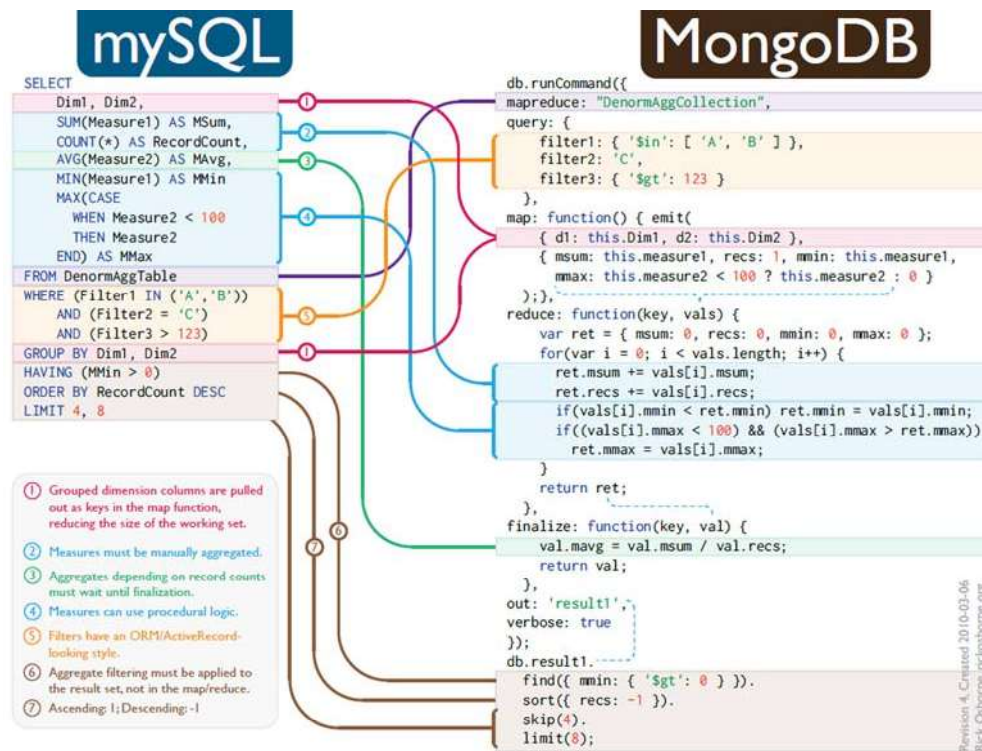 mySQL
SELECT
Dim1, Dim2,
SUM(Measure1) AS MSum,
COUNT(*) AS RecordCount,
AVG(Measure2) AS MAvg,
MIN(Measure1) AS MMin
MAX(CASE
WHEN Measure2 < 100
THEN Measure2
END) AS MMax
FROM DenormAggTable
WHERE (Filter1 IN ('A','B'))
AND (Filter2 = 'C')
AND (Filter3 > 123)
GROUP BY Dim1, Dim2
HAVING (MMin > 0)
ORDER BY RecordCount DESC
LIMIT 4, 8
1
2
3
4
5
1
6
7
1 Grouped dimension columns are pulled
out as keys in the map function,
reducing the size of the working set.
2 Measures must be manually aggregated.
3 Aggregates depending on record counts
must wait until finalization.
4 Measures can use procedural logic.
5 Filters have an ORM/ActiveRecord-
looking style.
6 Aggregate filtering must be applied to
the result set, not in the map/reduce.
7 Ascending: 1; Descending: -1
MongoDB
db.runCommand({
mapreduce: "DenormAggCollection",
query: {
filter1: { '$in': [ 'A', 'B' ] },
filter2: 'C',
filter3: { '$gt': 123 }
},
map: function() { emit(
{ d1: this.Dim1, d2: this.Dim2 },
{ msum: this.measure1, recs: 1, mmin: this.measure1,
mmax: this.measure2 < 100 ? this.measure2 : 0 }
);},
reduce: function(key, vals) {
var ret = { msum: 0, recs: 0, mmin: 0, mmax: 0 };
for(var i = 0; i < vals.length; i++) {
ret.msum += vals[i].msum;
ret.recs += vals[i].recs;
if(vals[i].mmin < ret.mmin) ret.mmin = vals[i].mmin;
if((vals[i].mmax < 100) && (vals[i].mmax > ret.mmax))
ret.mmax = vals[i].mmax;
}
return ret;
},
finalize: function(key, val) {
val.mavg = val.msum / val.recs;
return val;
},
out: 'result1',
verbose: true
});
db.result1.
find({ mmin: { '$gt': 0 } }).
sort({ recs: -1 }).
skip(4).
limit(8);
Revision 4, Created 2010-03-06
Rick Osborne, rickosborne.org